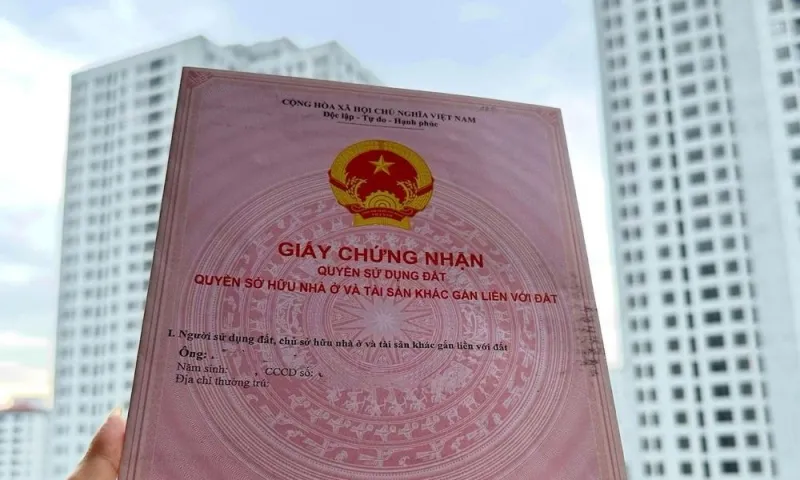 CỘNG HÒA XÃ HỘI CHỦ NGHĨA VIỆT NAM
Độc lập - Tự do - Hạnh phúc
GIẤY CHỨNG NHẬN
QUYỀN SỬ DỤNG ĐẤT
QUYỀN SỞ HỮU NHÀ Ở VÀ TÀI SẢN KHÁC GẮN LIỀN VỚI ĐẤT
I. Người sử dụng đất, chủ sở hữu nhà ở và tài sản khác gắn liền với đất
Ông:
Năm sinh: , CCCD số:
Địa chỉ thường trú: